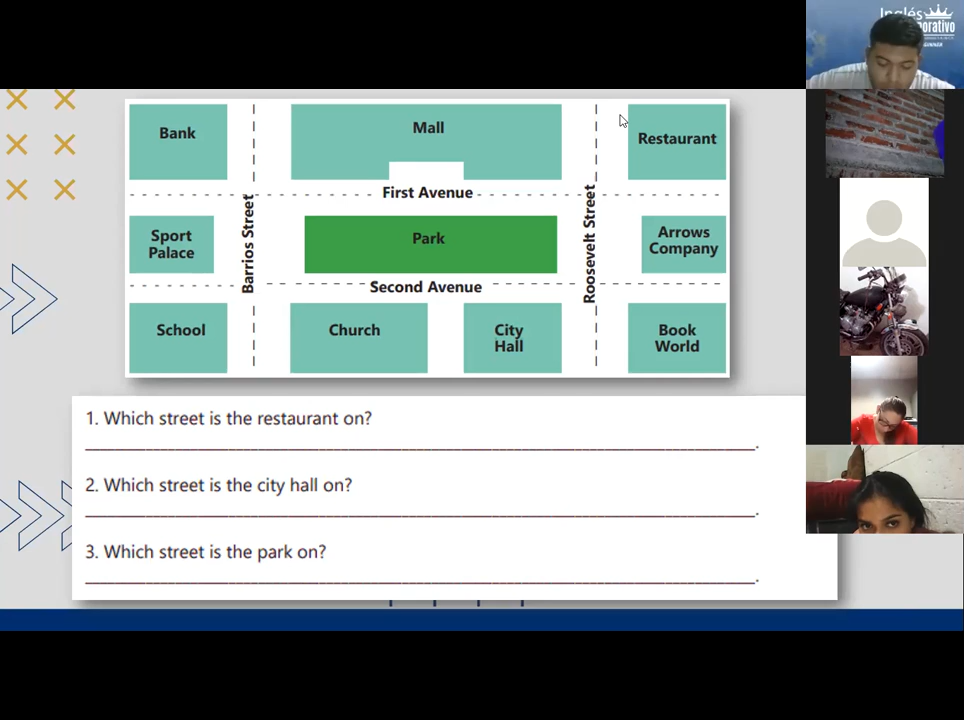 Inglés
BEGINNER
Bank
Mall
Restaurant
First Avenue
Barrios Street
Roosevelt Street
Sport
Palace
Park
Arrows
Company
Second Avenue
School
Church
City
Hall
Book
World
1. Which street is the restaurant on?
2. Which street is the city hall on?
3. Which street is the park on?